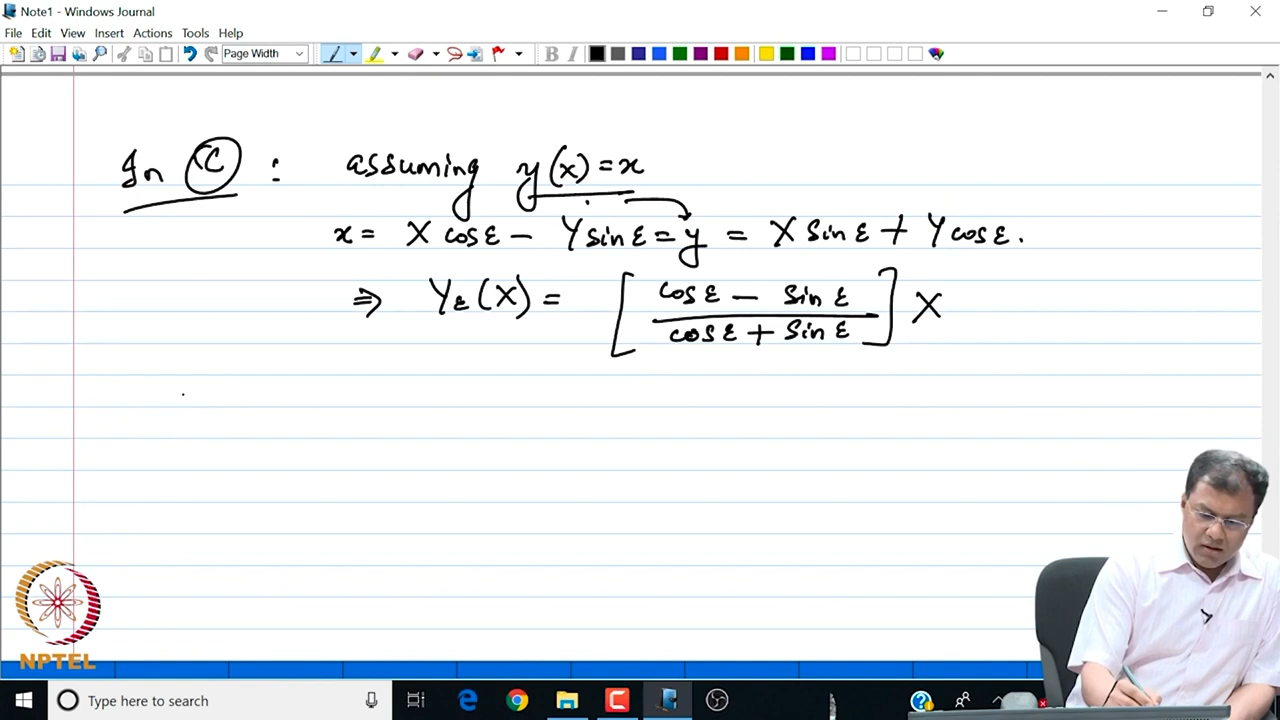 Note1 - Windows Journal
File Edit View Insert Actions Tools Help
Page Width B I
In (C) : assuming y(x) = x
x = X cos ε − Y sin ε = y = X sin ε + Y cos ε.
⇒ Y_ε(X) = [ (cos ε − sin ε) / (cos ε + sin ε) ] X
NPTEL
Type here to search